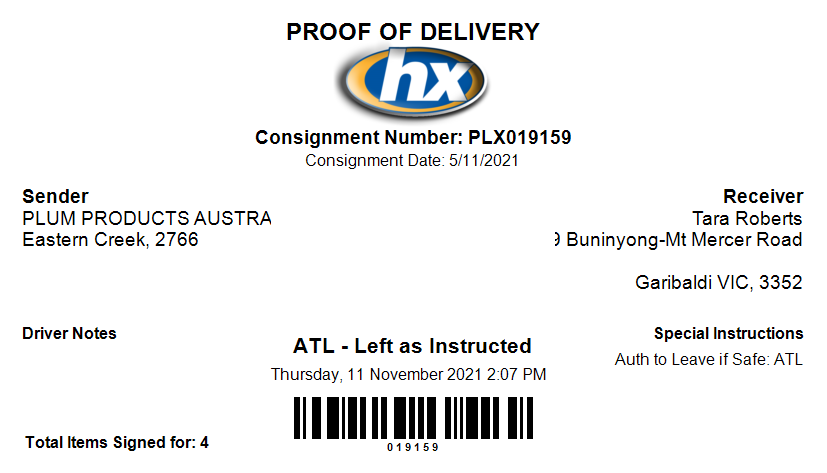 PROOF OF DELIVERY
hx
Consignment Number: PLX019159
Consignment Date: 5/11/2021
Sender
PLUM PRODUCTS AUSTRA
Eastern Creek, 2766
Receiver
Tara Roberts
9 Buninyong-Mt Mercer Road
Garibaldi VIC, 3352
Driver Notes
ATL - Left as Instructed
Thursday, 11 November 2021 2:07 PM
Special Instructions
Auth to Leave if Safe: ATL
019159
Total Items Signed for: 4